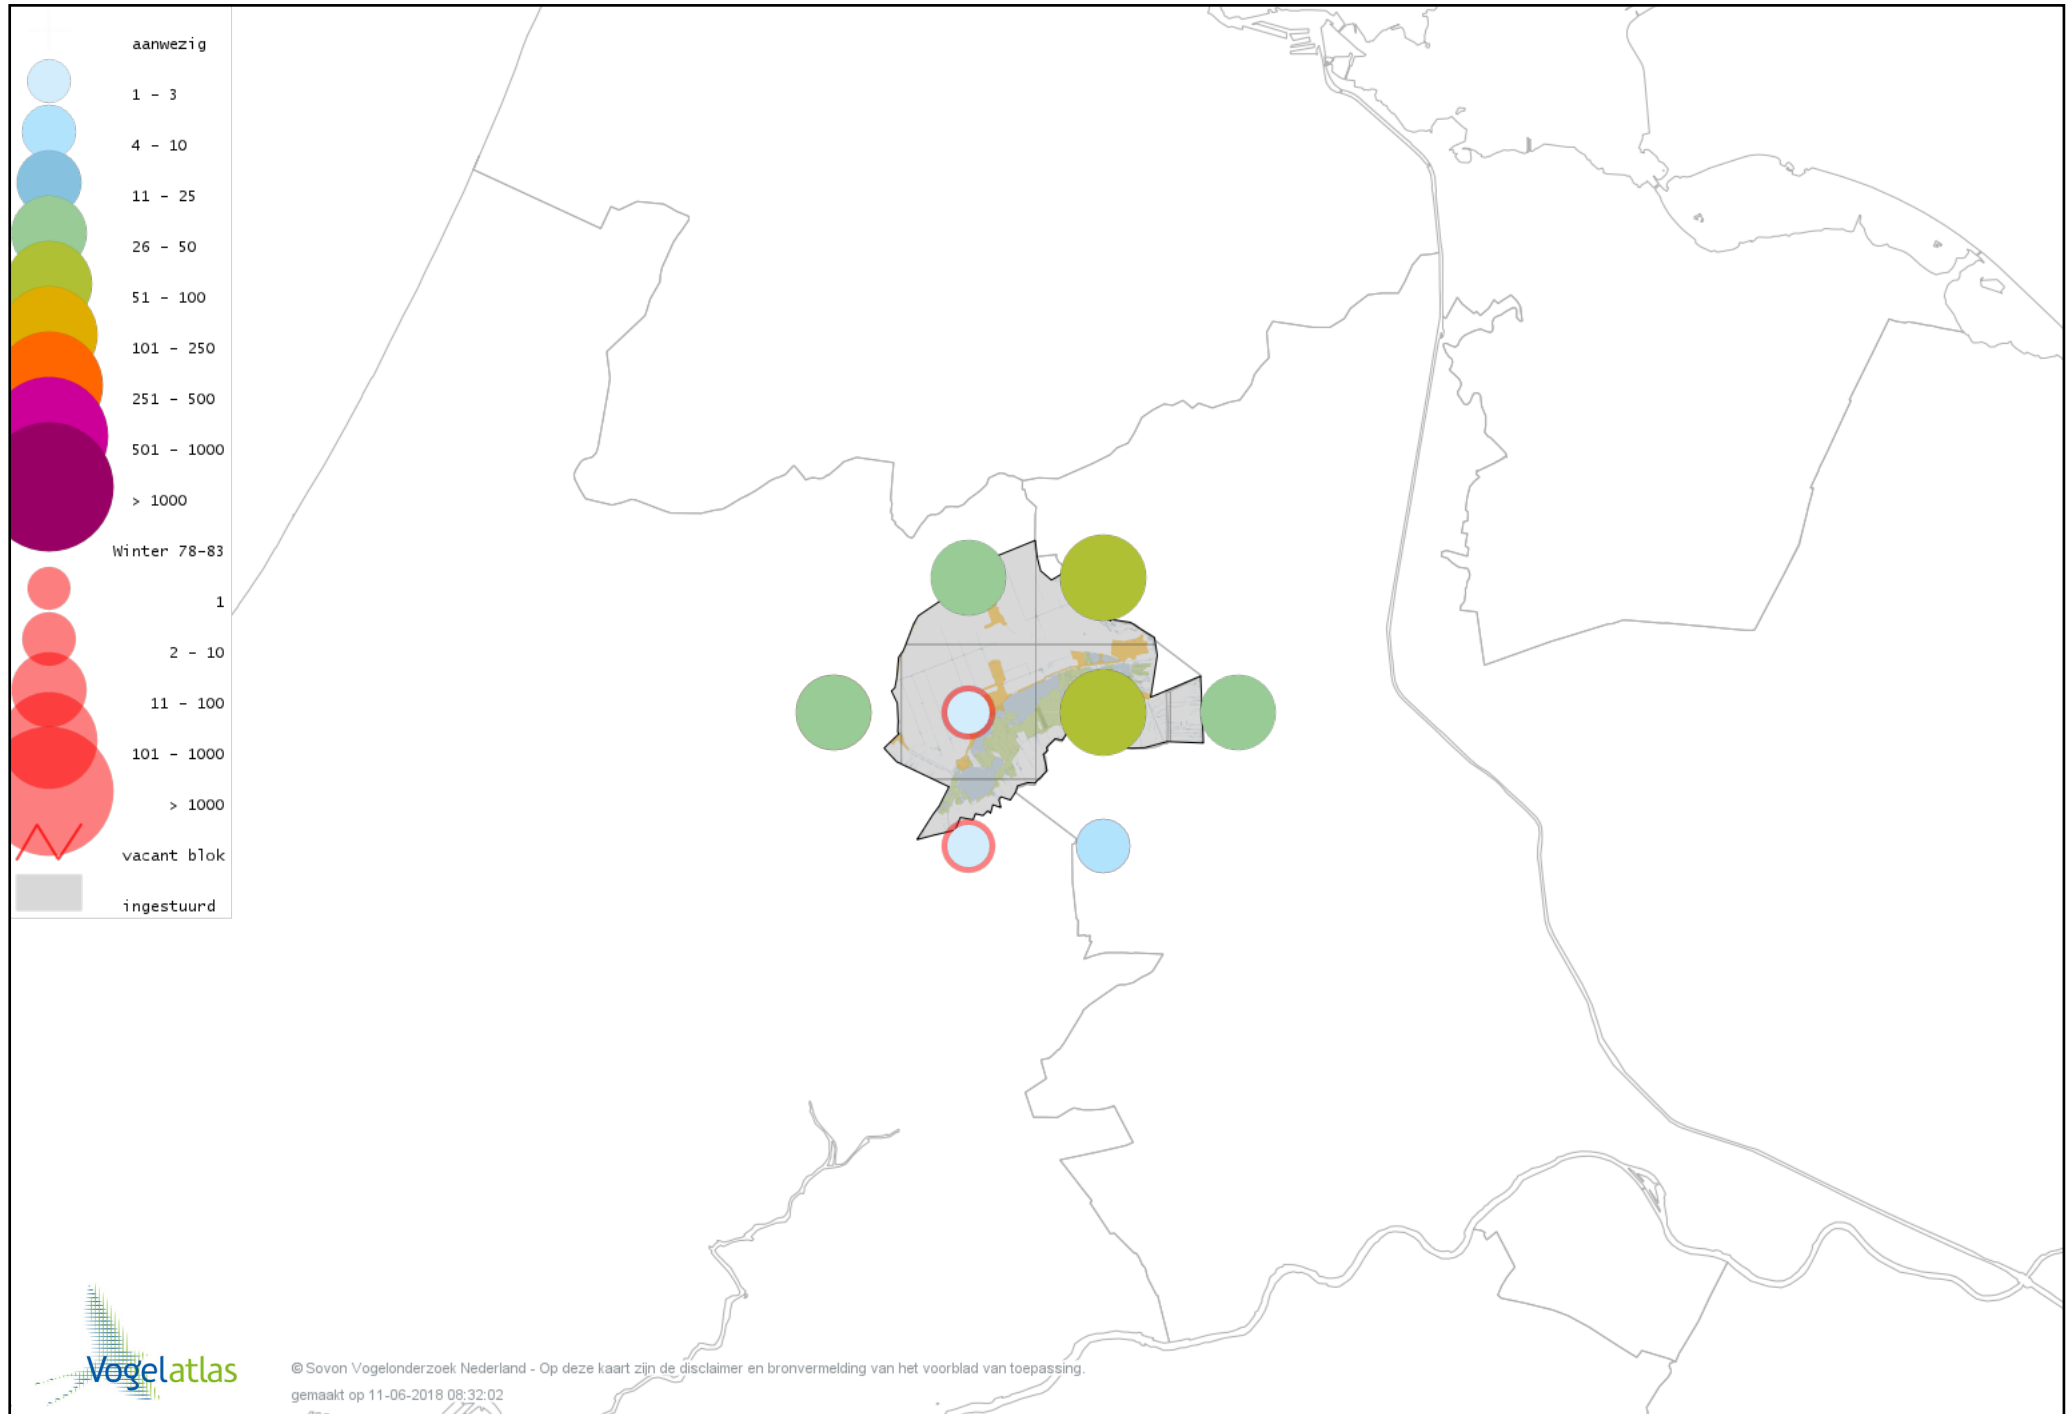 aanwezig
1 - 3
4 - 10
11 - 25
26 - 50
51 - 100
101 - 250
251 - 500
501 - 1000
> 1000
Winter 78-83
1
2 - 10
11 - 100
101 - 1000
> 1000
vacant blok
ingestuurd
Vogelatlas
© Sovon Vogelonderzoek Nederland - Op deze kaart zijn de disclaimer en bronvermelding van het voorblad van toepassing.
gemaakt op 11-06-2018 08:32:02